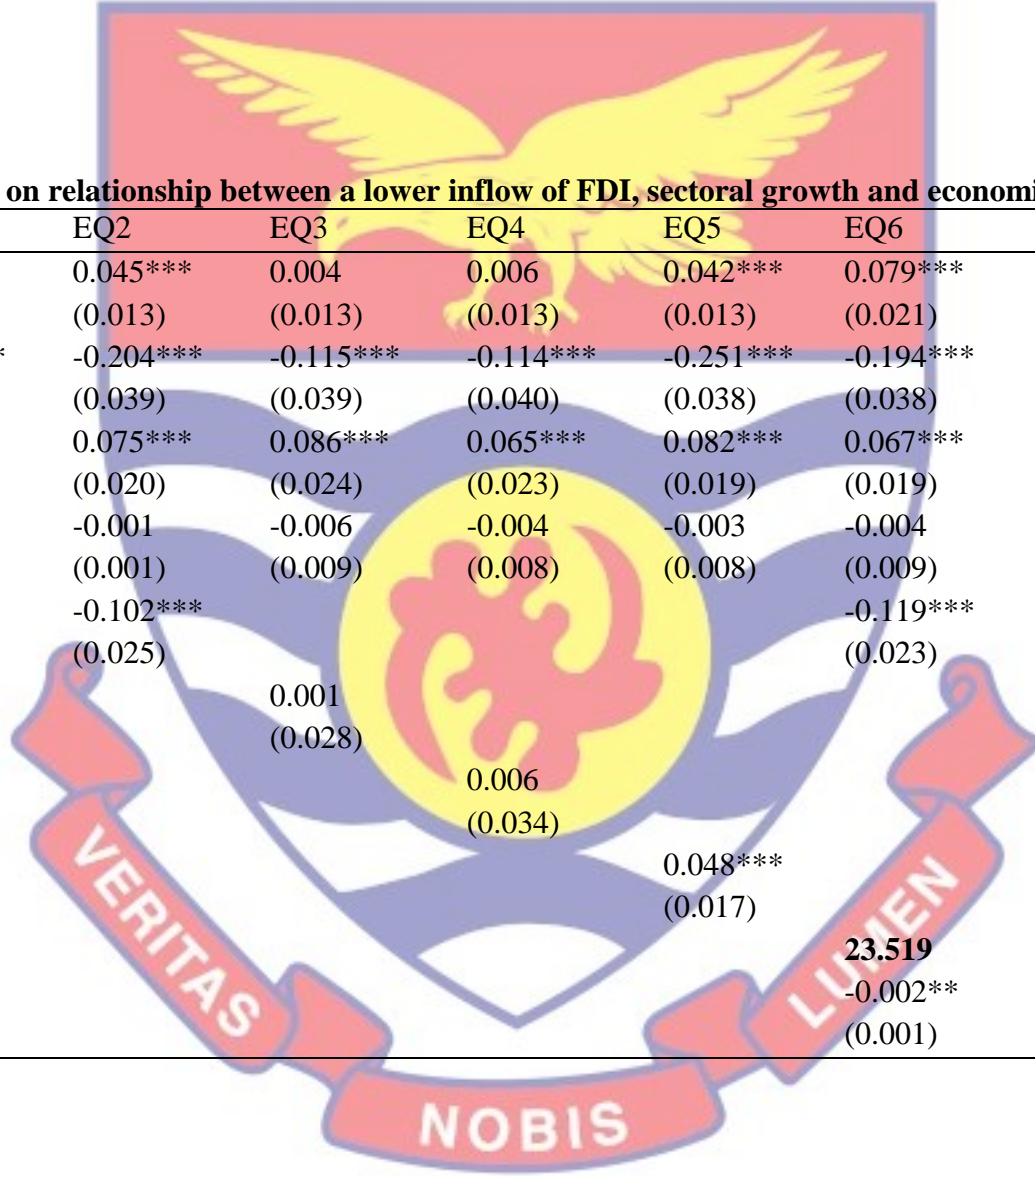 on relationship between a lower inflow of FDI, sectoral growth and economi
EQ2 EQ3 EQ4 EQ5 EQ6
0.045*** 0.004 0.006 0.042*** 0.079***
(0.013) (0.013) (0.013) (0.013) (0.021)
* -0.204*** -0.115*** -0.114*** -0.251*** -0.194***
(0.039) (0.039) (0.040) (0.038) (0.038)
0.075*** 0.086*** 0.065*** 0.082*** 0.067***
(0.020) (0.024) (0.023) (0.019) (0.019)
-0.001 -0.006 -0.004 -0.003 -0.004
(0.001) (0.009) (0.008) (0.008) (0.009)
-0.102*** -0.119***
(0.025) (0.023)
0.001
(0.028)
0.006
(0.034)
0.048***
(0.017)
23.519
-0.002**
(0.001)
VERITAS NOBIS LUMEN